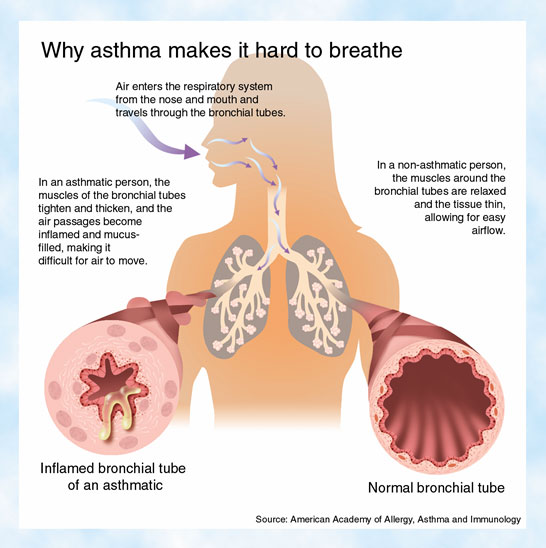 Why asthma makes it hard to breathe
Air enters the respiratory system
from the nose and mouth and
travels through the bronchial tubes.
In an asthmatic person, the
muscles of the bronchial tubes
tighten and thicken, and the
air passages become
inflamed and mucus-
filled, making it
difficult for air to move.
In a non-asthmatic person,
the muscles around the
bronchial tubes are relaxed
and the tissue thin,
allowing for easy
airflow.
Inflamed bronchial tube
of an asthmatic
Normal bronchial tube
Source: American Academy of Allergy, Asthma and Immunology